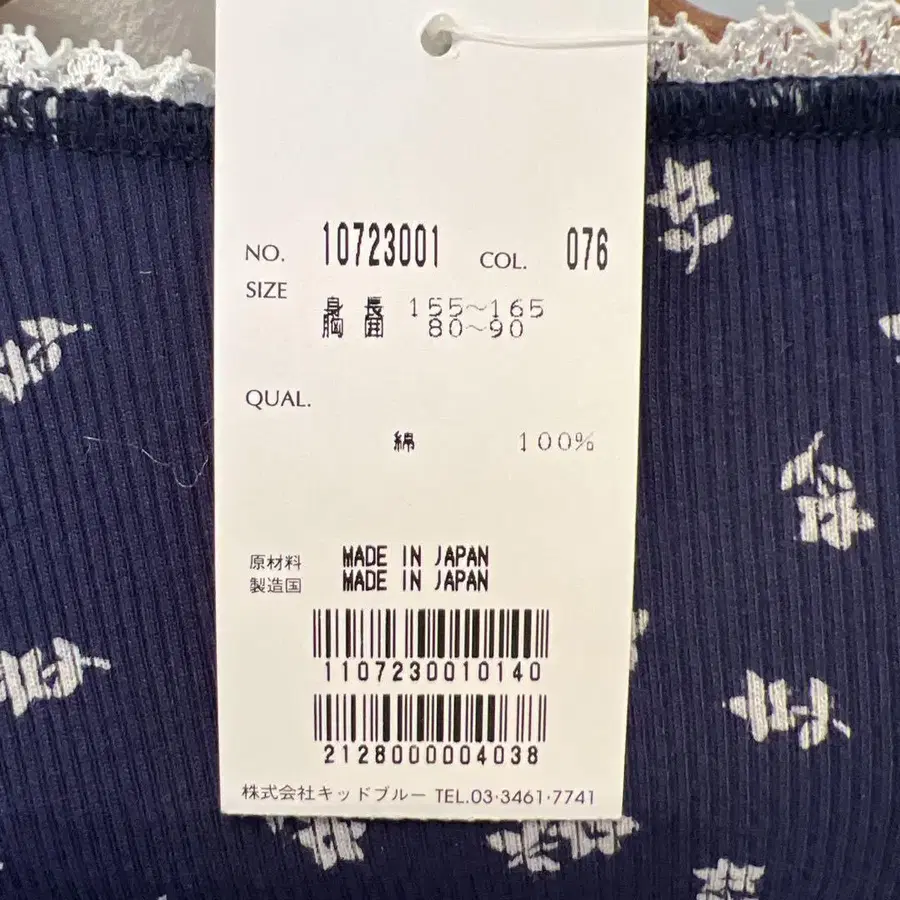 NO. 10723001 COL. 076
SIZE
身 長 155~165
胸 囲 80~90
QUAL.
綿 100%
原材料 MADE IN JAPAN
製造国 MADE IN JAPAN
1107230010140
2128000004038
株式会社キッドブルー TEL.03·3461·7741